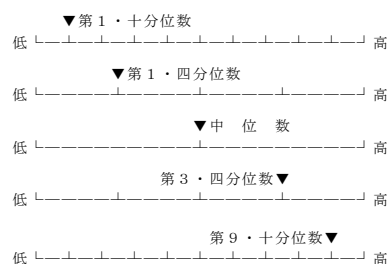 ▼第1・十分位数
低 高
▼第1・四分位数
低 高
▼中 位 数
低 高
第3・四分位数▼
低 高
第9・十分位数▼
低 高